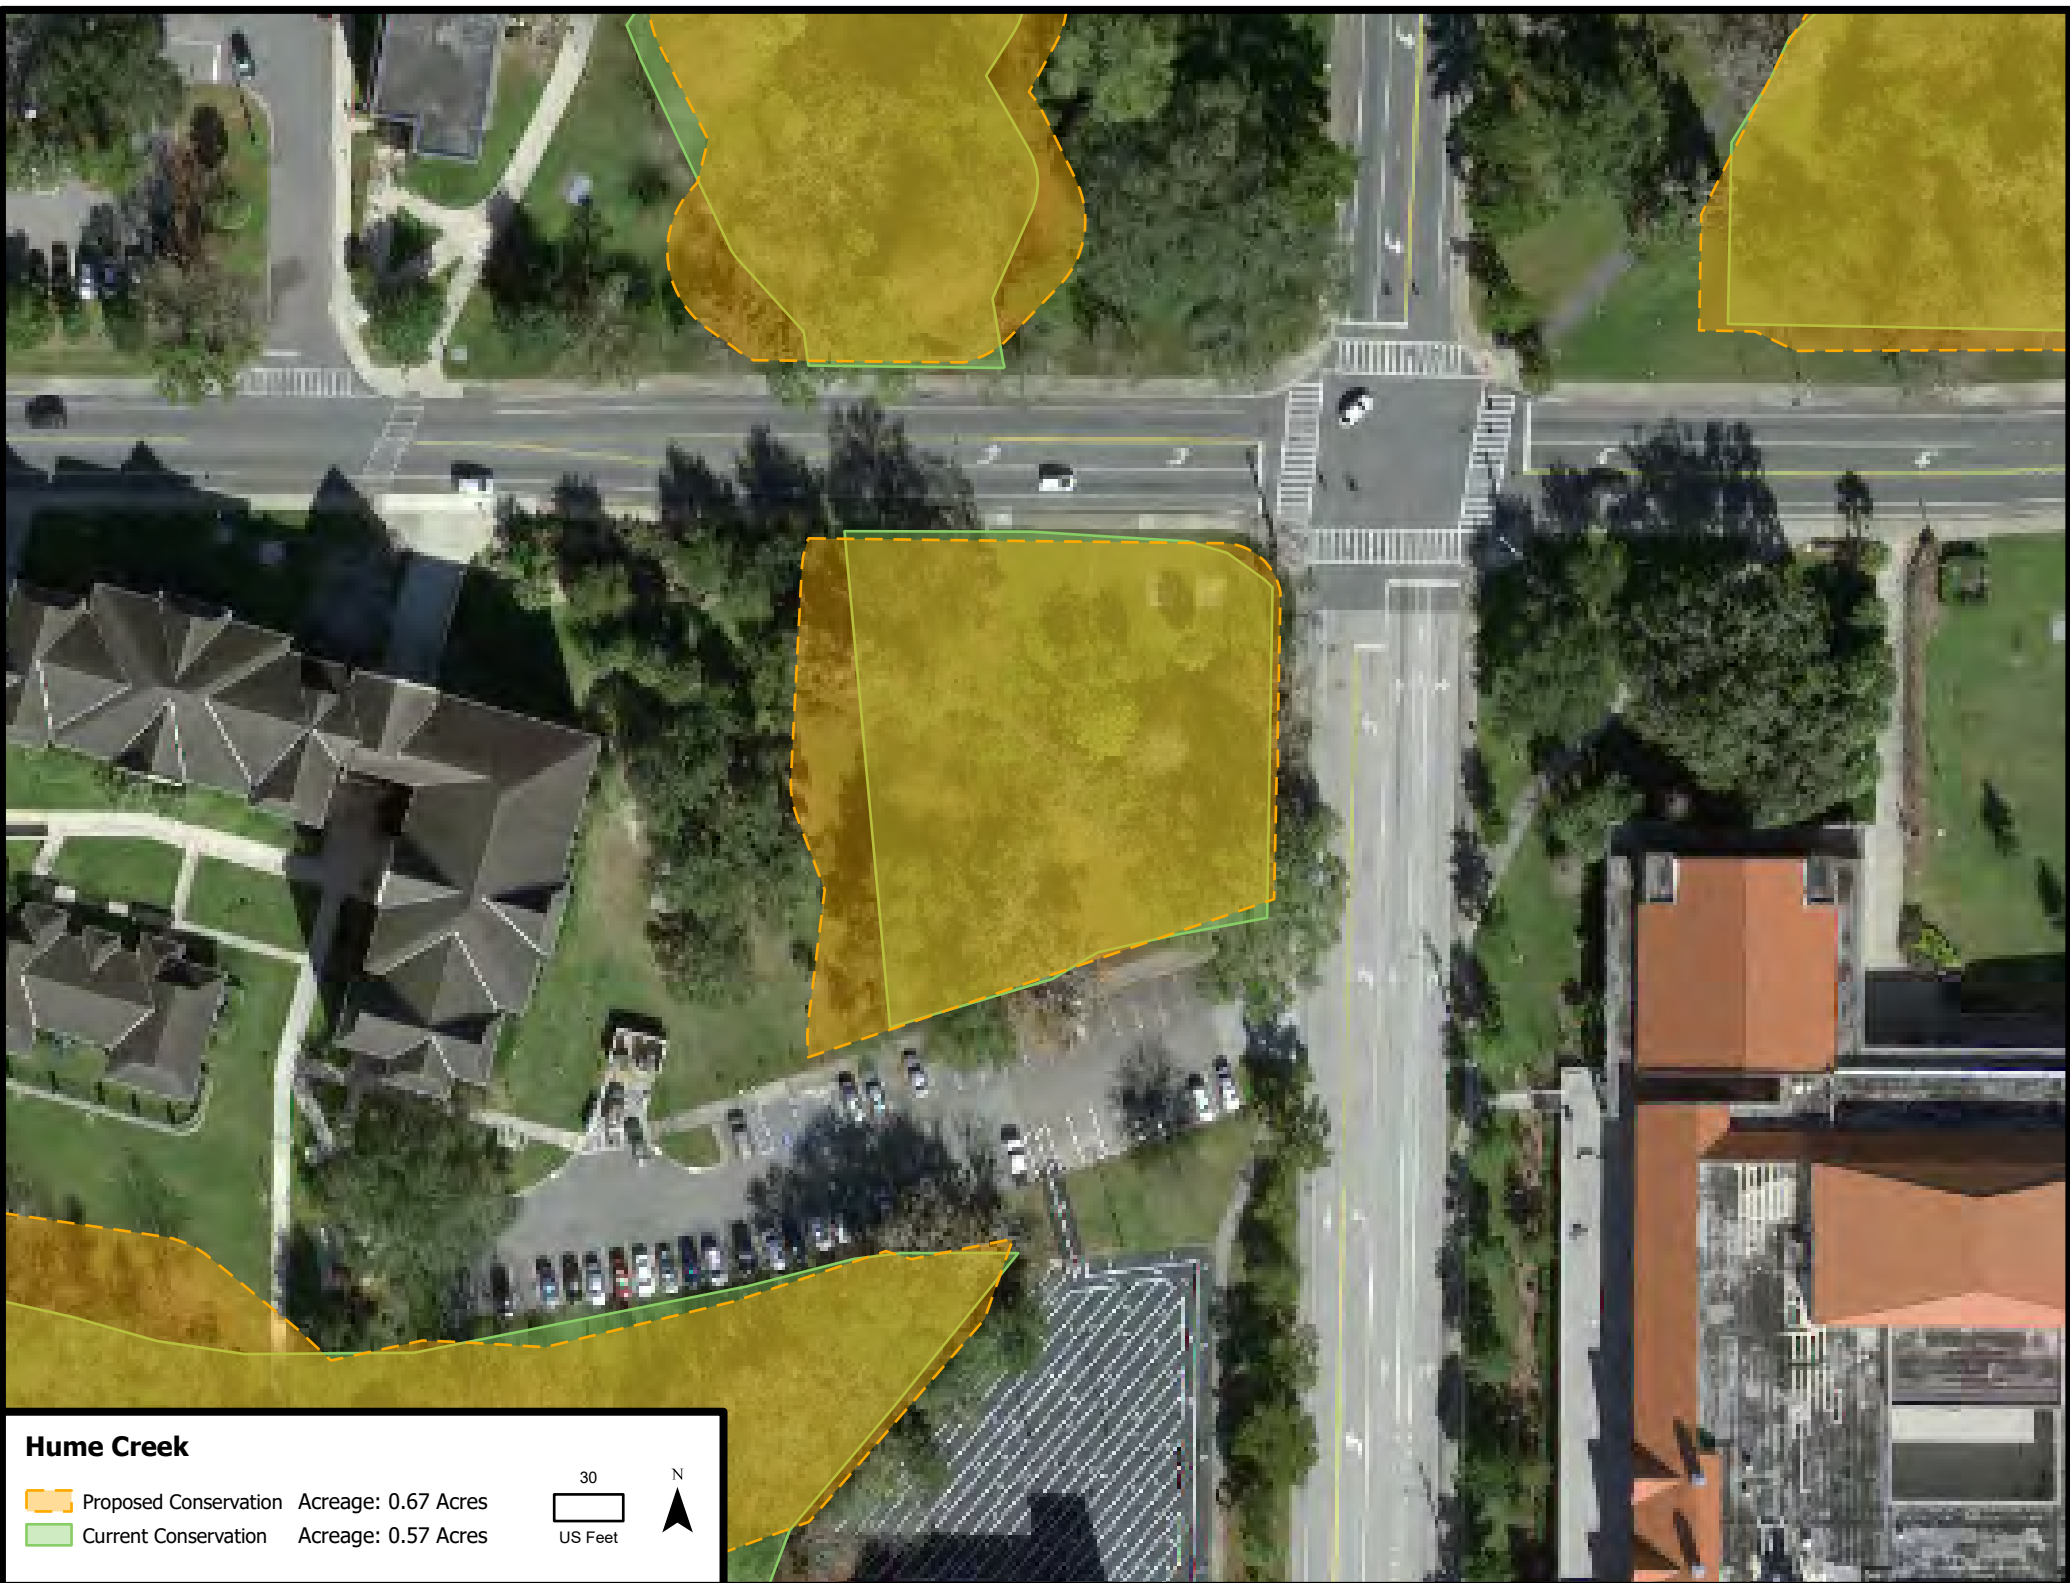 Hume Creek
Proposed Conservation Acreage: 0.67 Acres
Current Conservation Acreage: 0.57 Acres
30
US Feet
N